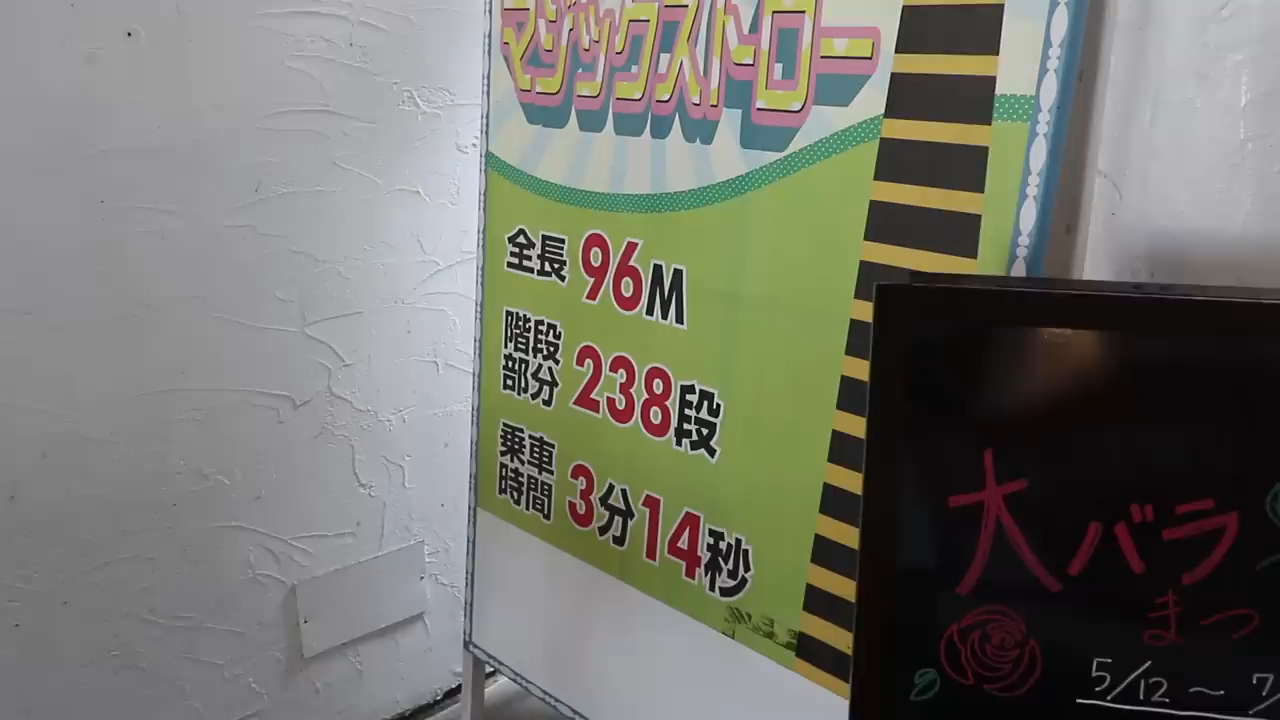 マジックストロー
全長 96M
階段部分 238段
乗車時間 3分14秒
大バラ
まつ
5/12～7/